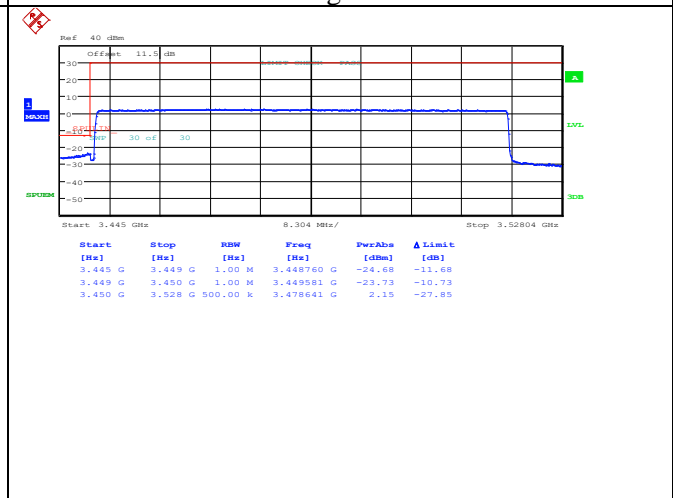 R S
Ref 40 dBm
Offset 11.5 dB
LIMIT CHECK PASS
30
20
A
10
1
MAXH
0
LVL
-10
SWP 30 of 30
-20
-30
-40
SPUEM
3DB
-50
Start 3.445 GHz 8.304 MHz/ Stop 3.52804 GHz
Start Stop RBW Freq PwrAbs Δ Limit
[Hz] [Hz] [Hz] [Hz] [dBm] [dB]
3.445 G 3.449 G 1.00 M 3.448760 G -24.68 -11.68
3.449 G 3.450 G 1.00 M 3.449581 G -23.73 -10.73
3.450 G 3.528 G 500.00 k 3.478641 G 2.15 -27.85